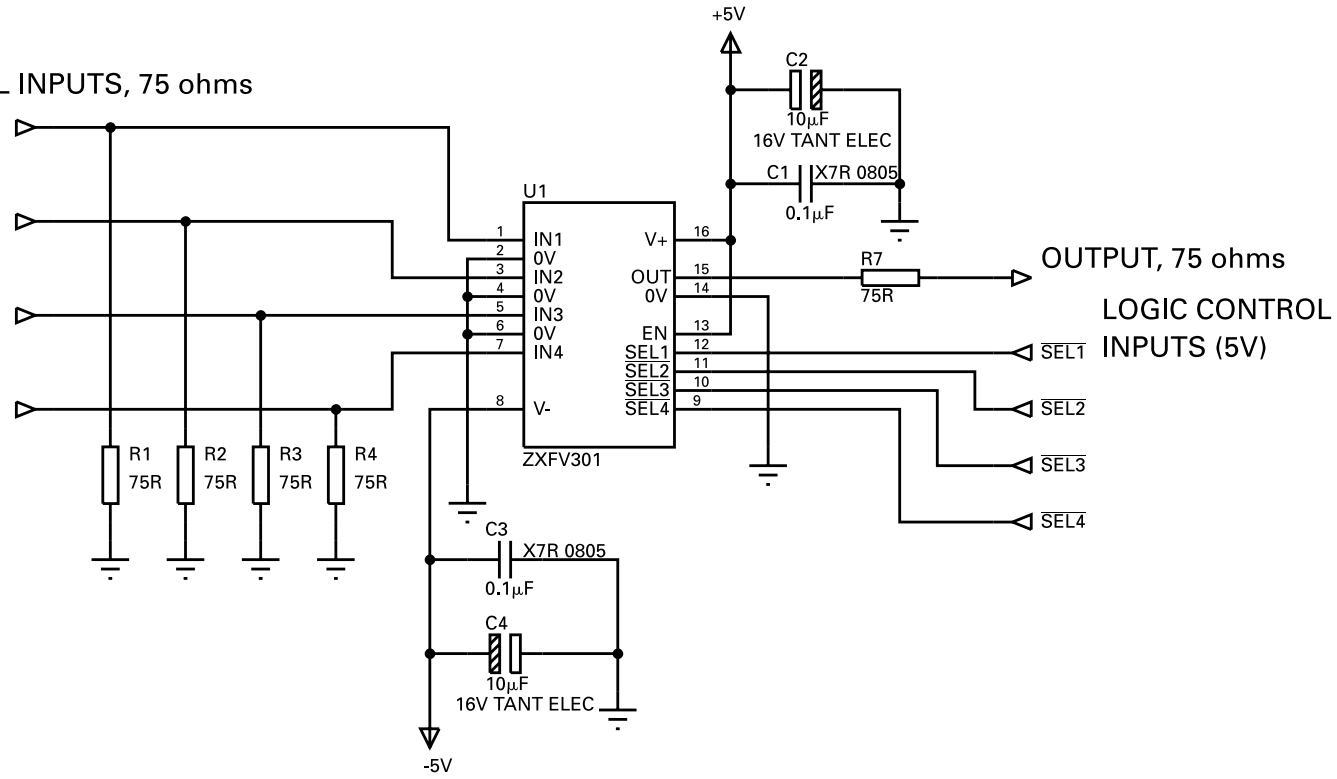 +5V
C2
10µF
16V TANT ELEC
C1
X7R 0805
0.1µF
L INPUTS, 75 ohms
U1
1
IN1
2
0V
3
IN2
4
0V
5
IN3
6
0V
7
IN4
8
V-
V+
16
OUT
15
0V
14
EN
13
SEL1
12
SEL2
11
SEL3
10
SEL4
9
ZXFV301
R7
75R
OUTPUT, 75 ohms
LOGIC CONTROL
INPUTS (5V)
SEL1
SEL2
SEL3
SEL4
R1
75R
R2
75R
R3
75R
R4
75R
C3
X7R 0805
0.1µF
C4
10µF
16V TANT ELEC
-5V